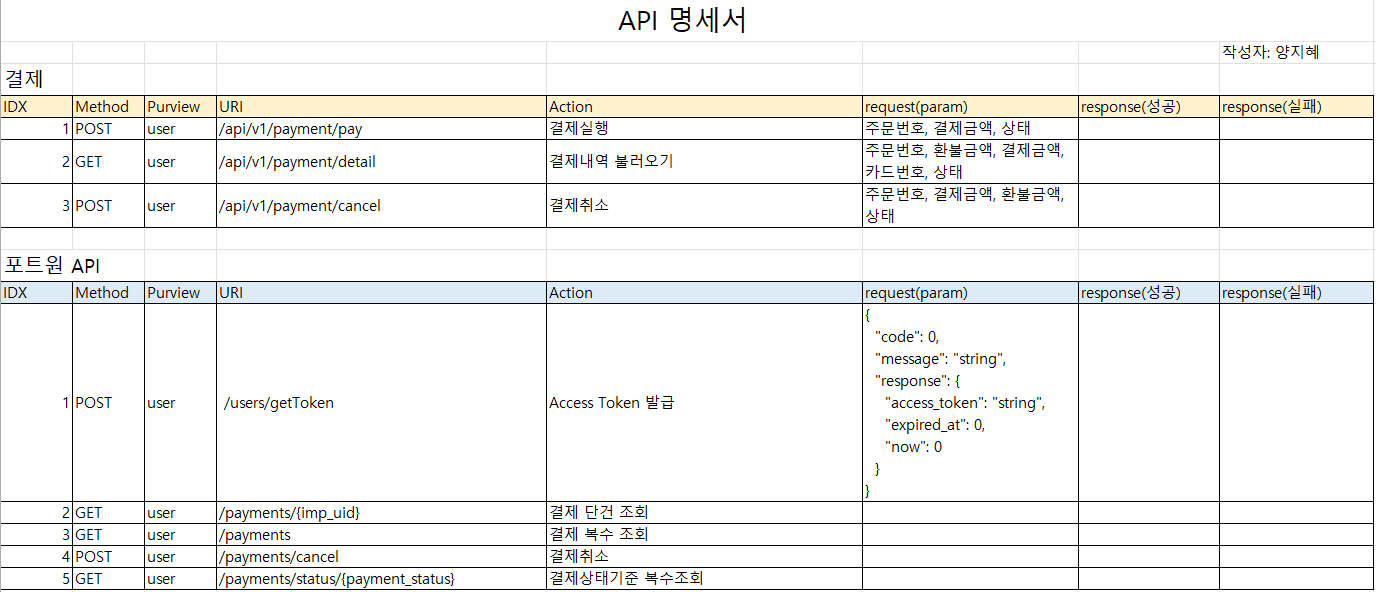 API 명세서
작성자: 양지혜
결제
IDX Method Purview URI Action request(param) response(성공) response(실패)
1 POST user /api/v1/payment/pay 결제실행 주문번호, 결제금액, 상태
2 GET user /api/v1/payment/detail 결제내역 불러오기 주문번호, 환불금액, 결제금액,
카드번호, 상태
3 POST user /api/v1/payment/cancel 결제취소 주문번호, 결제금액, 환불금액,
상태
포트원 API
IDX Method Purview URI Action request(param) response(성공) response(실패)
1 POST user /users/getToken Access Token 발급
{
"code": 0,
"message": "string",
"response": {
"access_token": "string",
"expired_at": 0,
"now": 0
}
}
2 GET user /payments/{imp_uid} 결제 단건 조회
3 GET user /payments 결제 복수 조회
4 POST user /payments/cancel 결제취소
5 GET user /payments/status/{payment_status} 결제상태기준 복수조회